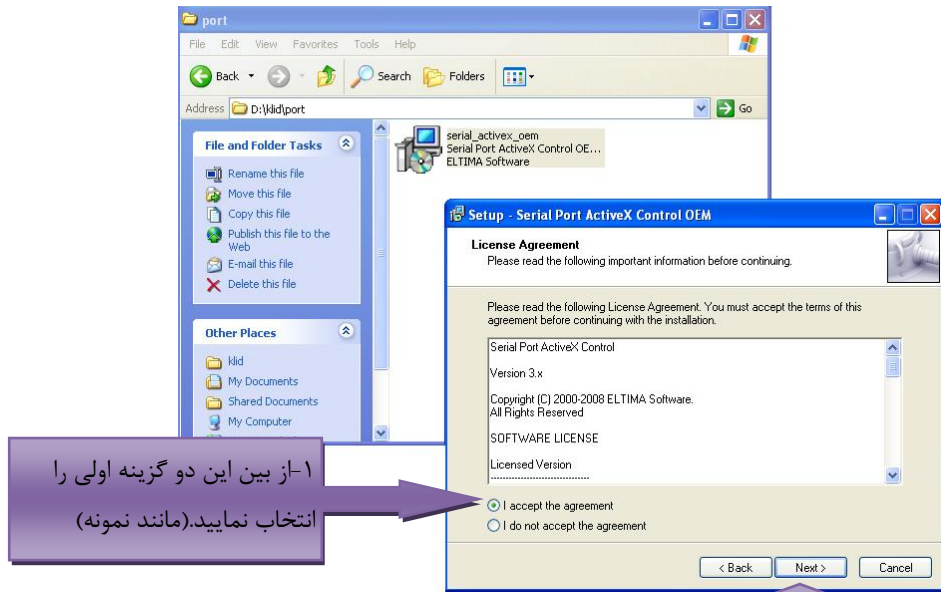 port
File Edit View Favorites Tools Help
Back Search Folders
Address D:\klid\port Go
File and Folder Tasks
Rename this file
Move this file
Copy this file
Publish this file to the
Web
E-mail this file
Delete this file
Other Places
klid
My Documents
Shared Documents
My Computer
serial_activex_oem
Serial Port ActiveX Control OE...
ELTIMA Software
Setup - Serial Port ActiveX Control OEM
License Agreement
Please read the following important information before continuing.
Please read the following License Agreement. You must accept the terms of this
agreement before continuing with the installation.
Serial Port ActiveX Control
Version 3.x
Copyright (C) 2000-2008 ELTIMA Software.
All Rights Reserved
SOFTWARE LICENSE
Licensed Version
--------------------------------
I accept the agreement
I do not accept the agreement
< Back Next > Cancel
۱-از بین این دو گزینه اولی را
انتخاب نمایید.(مانند نمونه)